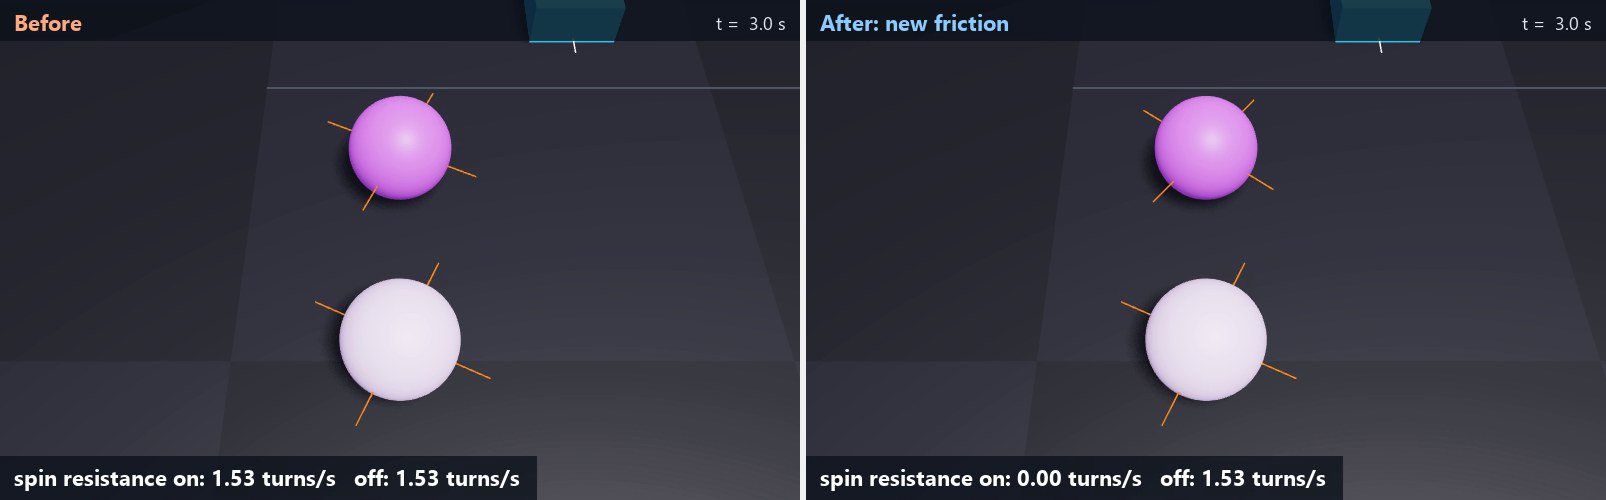 Before
t = 3.0 s
spin resistance on: 1.53 turns/s off: 1.53 turns/s
After: new friction
t = 3.0 s
spin resistance on: 0.00 turns/s off: 1.53 turns/s